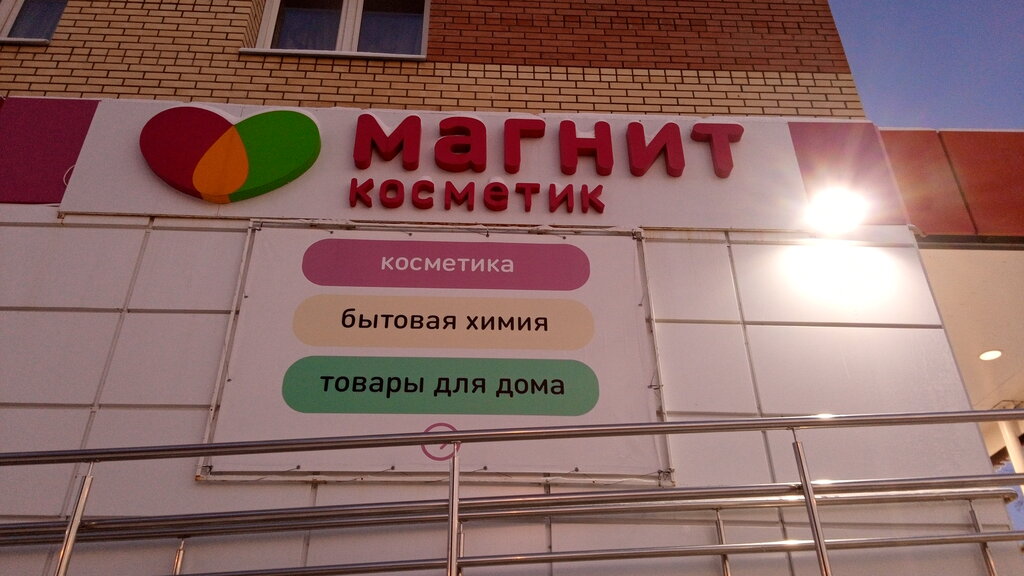 магнит
косметик
косметика
бытовая химия
товары для дома